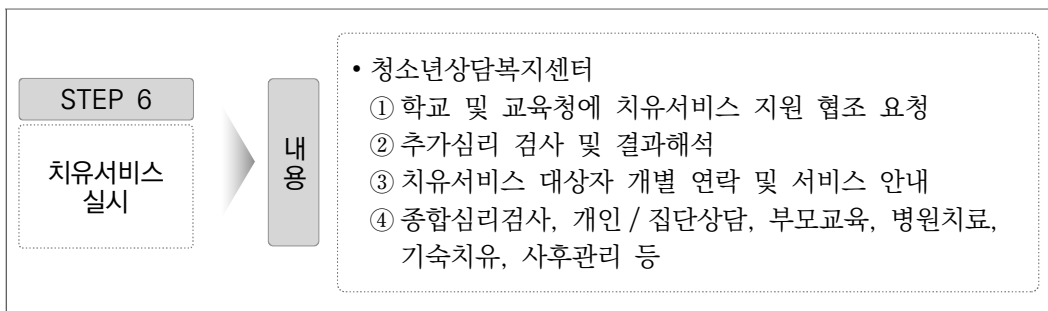 STEP 6
치유서비스
실시
내
용
• 청소년상담복지센터
① 학교 및 교육청에 치유서비스 지원 협조 요청
② 추가심리 검사 및 결과해석
③ 치유서비스 대상자 개별 연락 및 서비스 안내
④ 종합심리검사, 개인 / 집단상담, 부모교육, 병원치료,
기숙치유, 사후관리 등